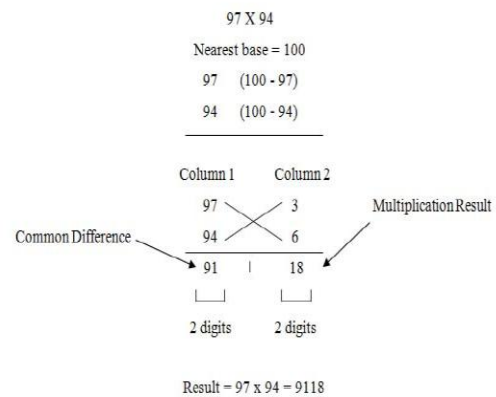 97 X 94
Nearest base = 100
97 (100 - 97)
94 (100 - 94)
Column 1 Column 2
97 3
Multiplication Result
94 6
Common Difference
91 | 18
2 digits 2 digits
Result = 97 x 94 = 9118